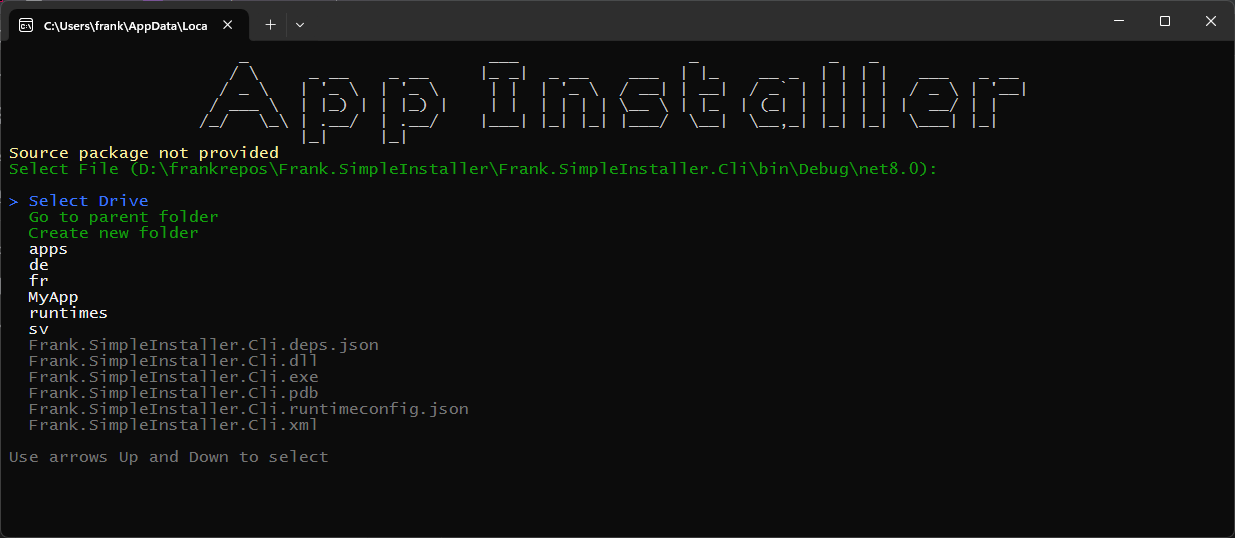 C:\Users\frank\AppData\Loca
App Installer
Source package not provided
Select File (D:\frankrepos\Frank.SimpleInstaller\Frank.SimpleInstaller.Cli\bin\Debug\net8.0):
> Select Drive
Go to parent folder
Create new folder
apps
de
fr
MyApp
runtimes
sv
Frank.SimpleInstaller.Cli.deps.json
Frank.SimpleInstaller.Cli.dll
Frank.SimpleInstaller.Cli.exe
Frank.SimpleInstaller.Cli.pdb
Frank.SimpleInstaller.Cli.runtimeconfig.json
Frank.SimpleInstaller.Cli.xml
Use arrows Up and Down to select